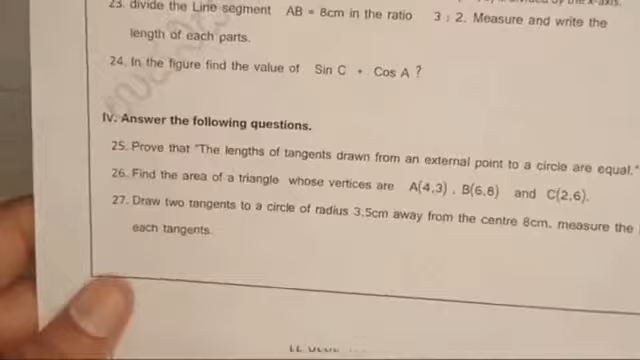 23. divide the Line segment AB = 8cm in the ratio 3 : 2. Measure and write the
length of each parts.
24. In the figure find the value of Sin C + Cos A ?
IV. Answer the following questions.
25. Prove that "The lengths of tangents drawn from an external point to a circle are equal."
26. Find the area of a triangle whose vertices are A(4,3) , B(6,8) and C(2,6).
27. Draw two tangents to a circle of radius 3.5cm away from the centre 8cm, measure the
each tangents.